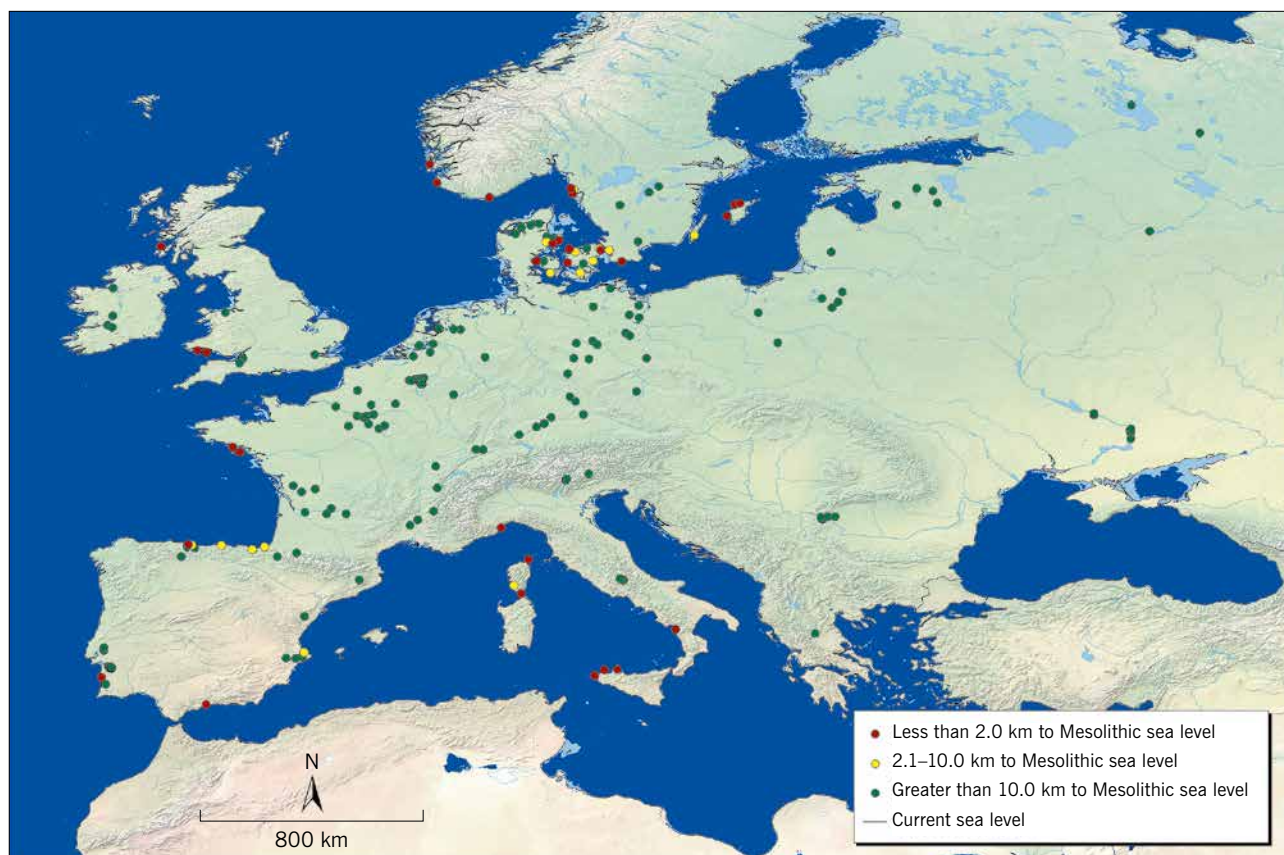 N
800 km
Less than 2.0 km to Mesolithic sea level
2.1–10.0 km to Mesolithic sea level
Greater than 10.0 km to Mesolithic sea level
Current sea level